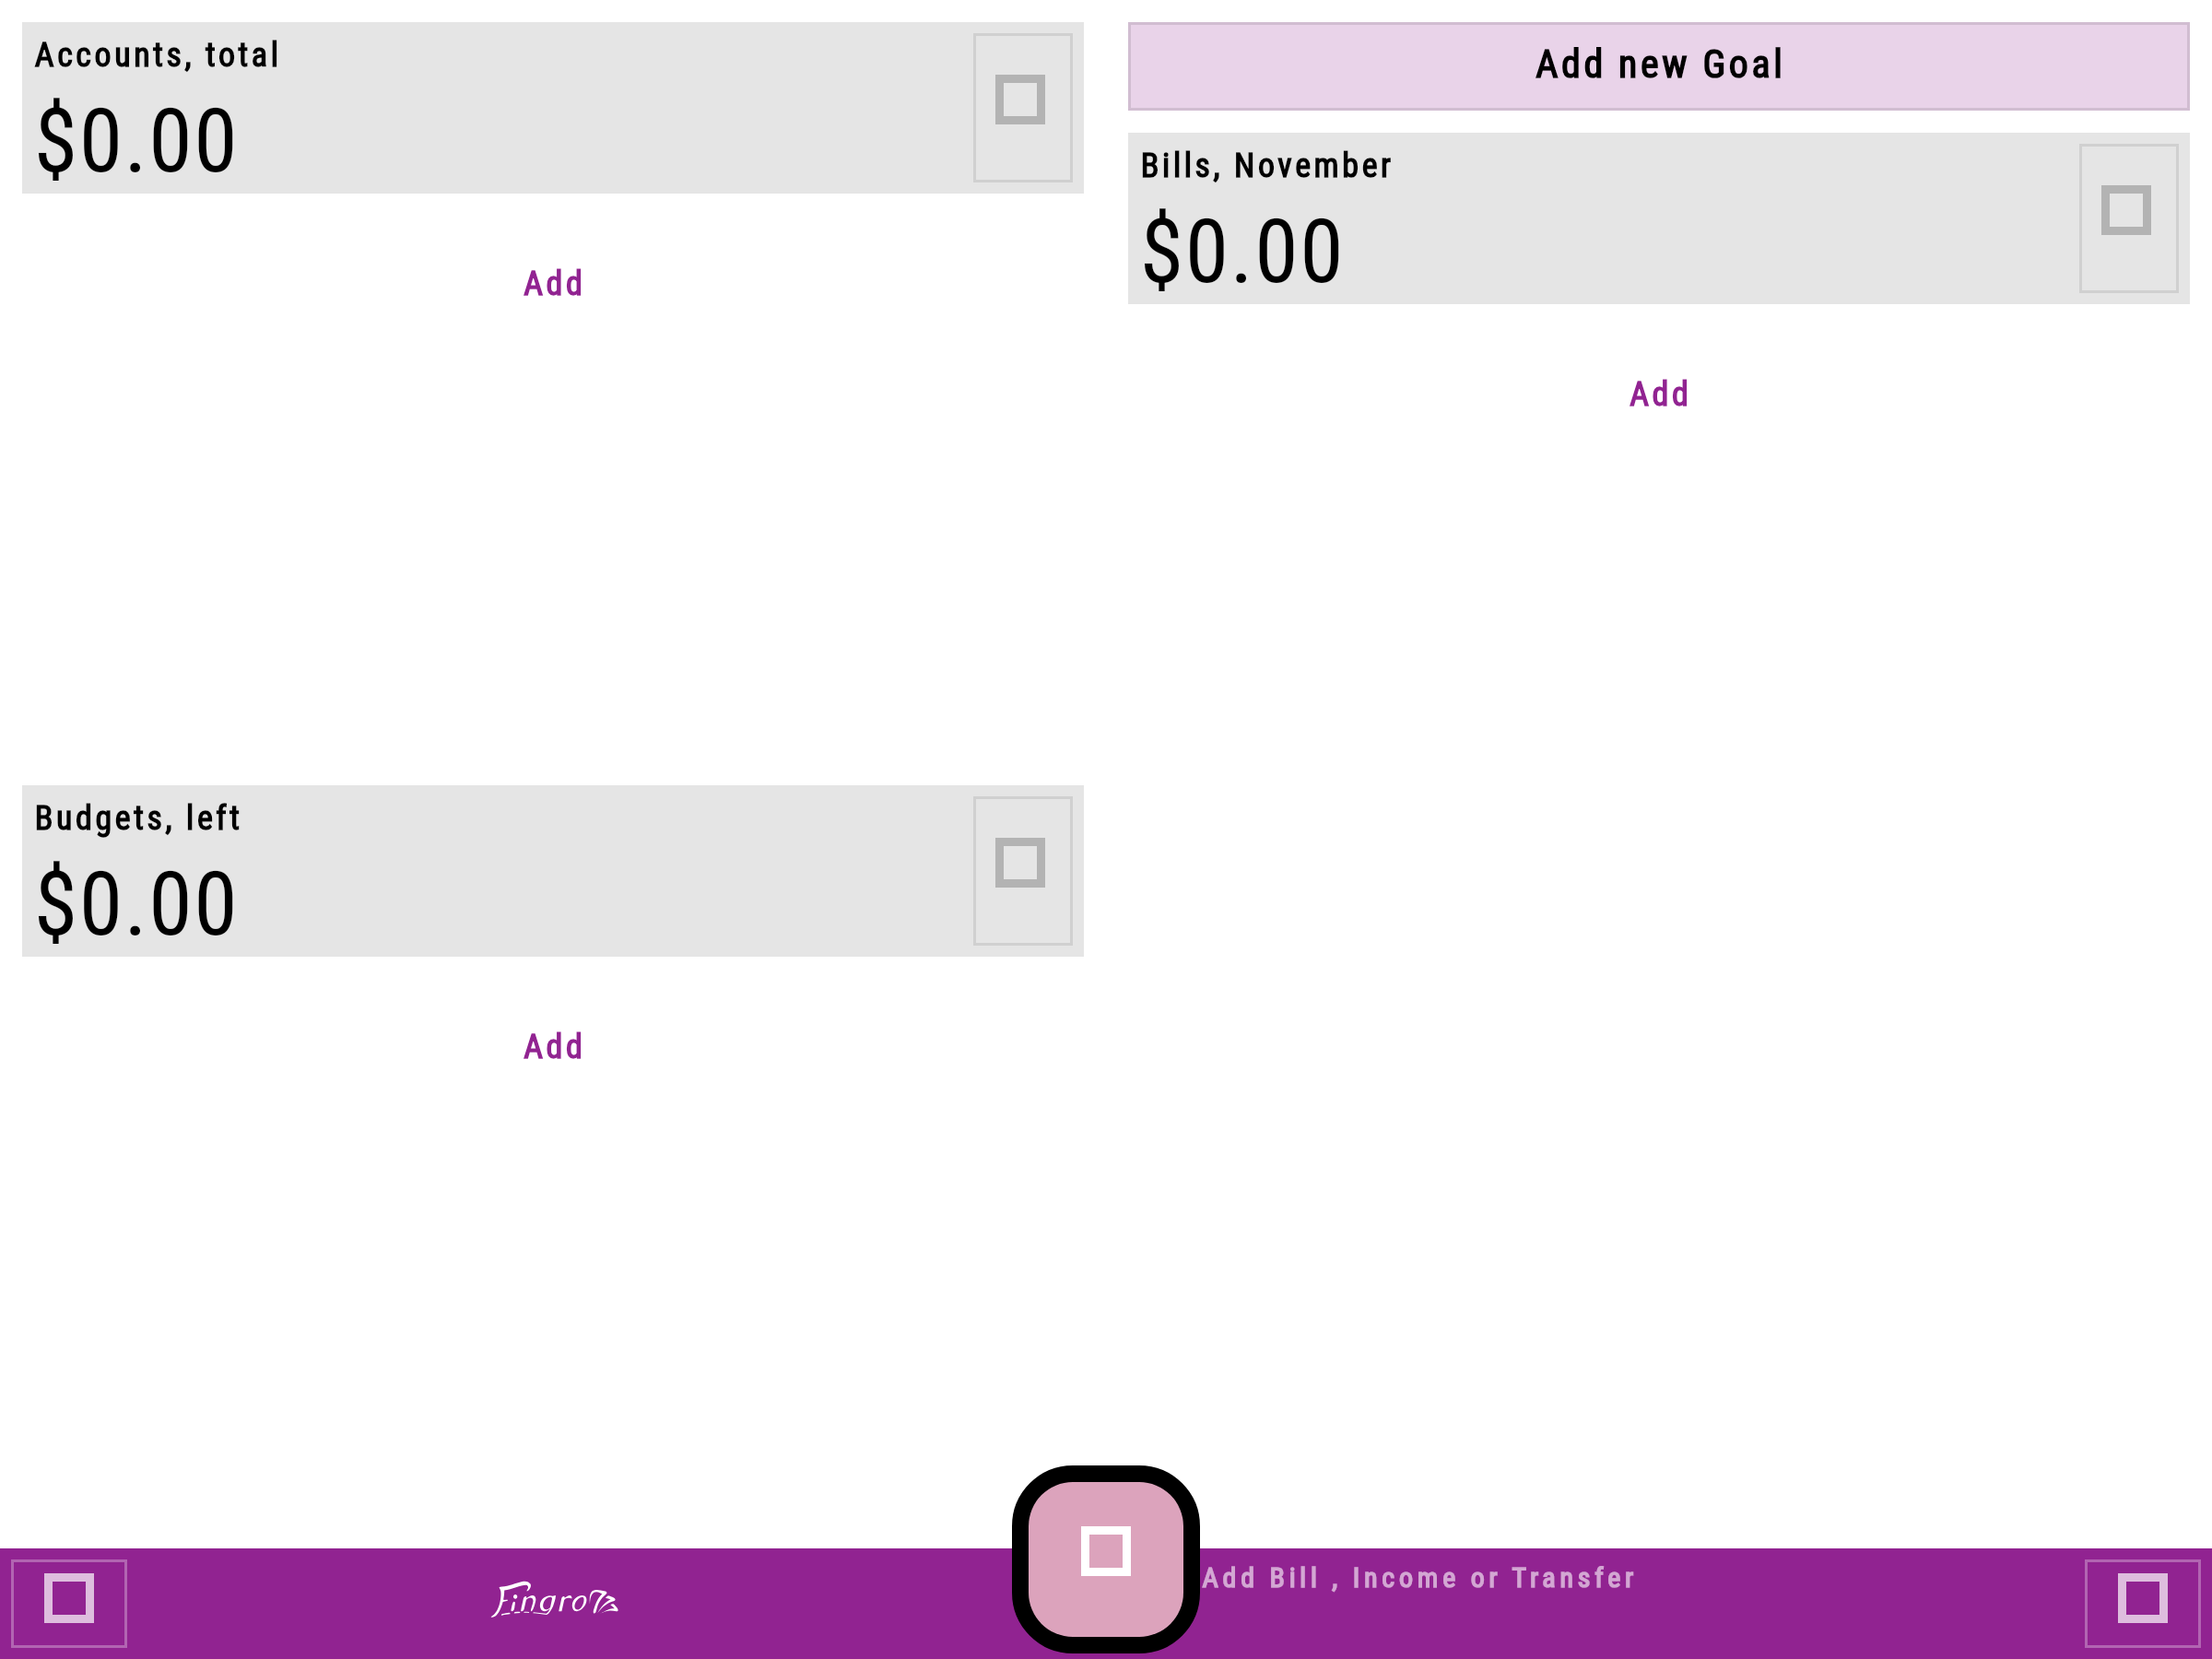 Accounts, total
$0.00
Add
Add new Goal
Bills, November
$0.00
Add
Budgets, left
$0.00
Add
Fingro
Add Bill , Income or Transfer